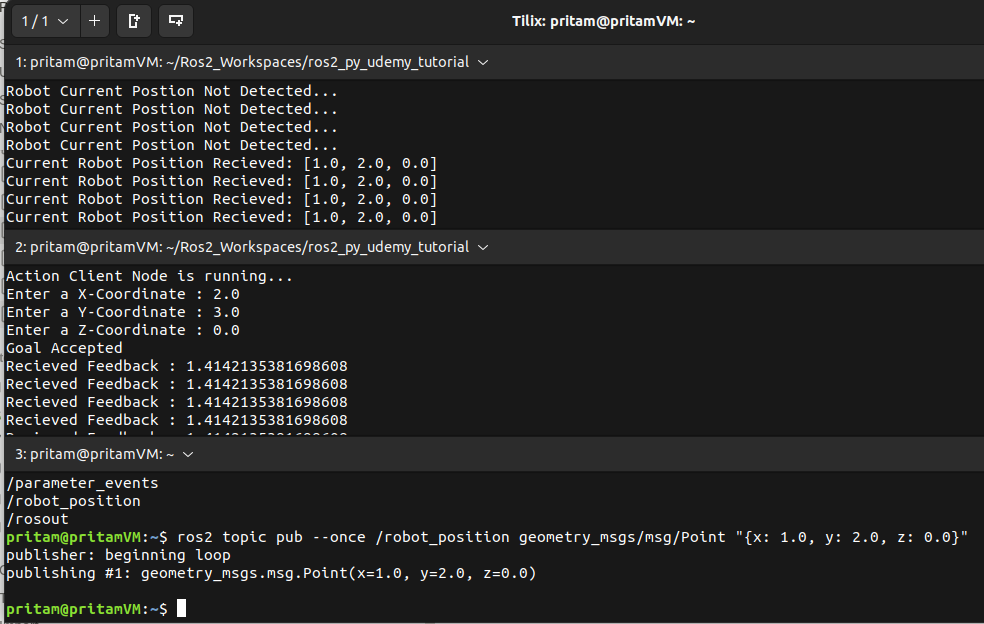 1 / 1
Tilix: pritam@pritamVM: ~
1: pritam@pritamVM: ~/Ros2_Workspaces/ros2_py_udemy_tutorial
Robot Current Postion Not Detected...
Robot Current Postion Not Detected...
Robot Current Postion Not Detected...
Robot Current Postion Not Detected...
Current Robot Position Recieved: [1.0, 2.0, 0.0]
Current Robot Position Recieved: [1.0, 2.0, 0.0]
Current Robot Position Recieved: [1.0, 2.0, 0.0]
Current Robot Position Recieved: [1.0, 2.0, 0.0]
2: pritam@pritamVM: ~/Ros2_Workspaces/ros2_py_udemy_tutorial
Action Client Node is running...
Enter a X-Coordinate : 2.0
Enter a Y-Coordinate : 3.0
Enter a Z-Coordinate : 0.0
Goal Accepted
Recieved Feedback : 1.4142135381698608
Recieved Feedback : 1.4142135381698608
Recieved Feedback : 1.4142135381698608
Recieved Feedback : 1.4142135381698608
Recieved Feedback : 1.4142135381698608
3: pritam@pritamVM: ~
/parameter_events
/robot_position
/rosout
pritam@pritamVM:~$ ros2 topic pub --once /robot_position geometry_msgs/msg/Point "{x: 1.0, y: 2.0, z: 0.0}"
publisher: beginning loop
publishing #1: geometry_msgs.msg.Point(x=1.0, y=2.0, z=0.0)
pritam@pritamVM:~$